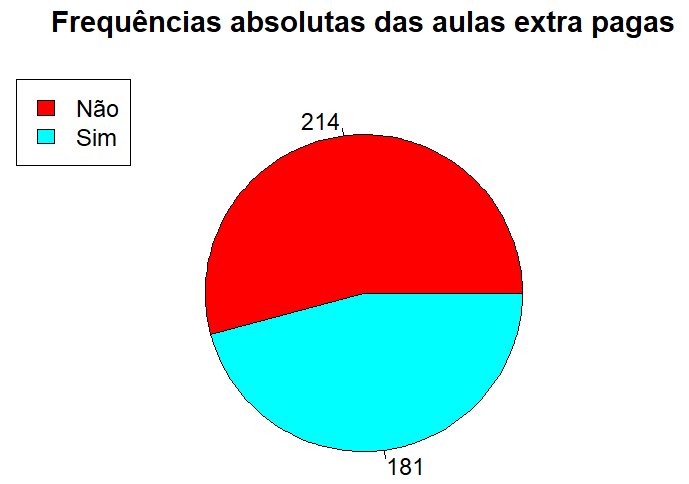 Frequências absolutas das aulas extra pagas
Não
Sim
214
181